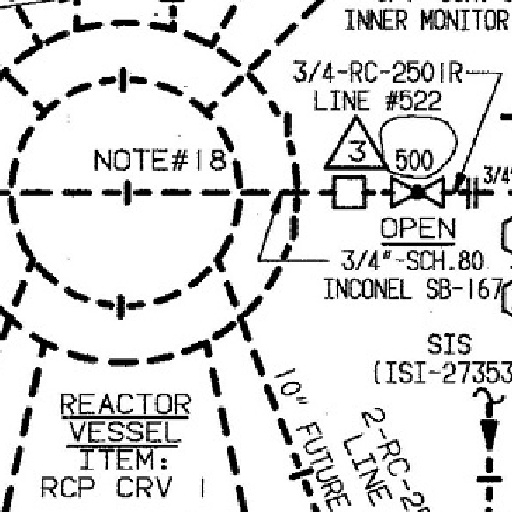 INNER MONITOR
3/4-RC-2501R
LINE #522
3
500
NOTE#18
3/4"
OPEN
3/4"-SCH.80
INCONEL SB-167
SIS
(ISI-27353
REACTOR
VESSEL
ITEM:
RCP CRV 1
10" FUTURE
2-RC-25
LINE